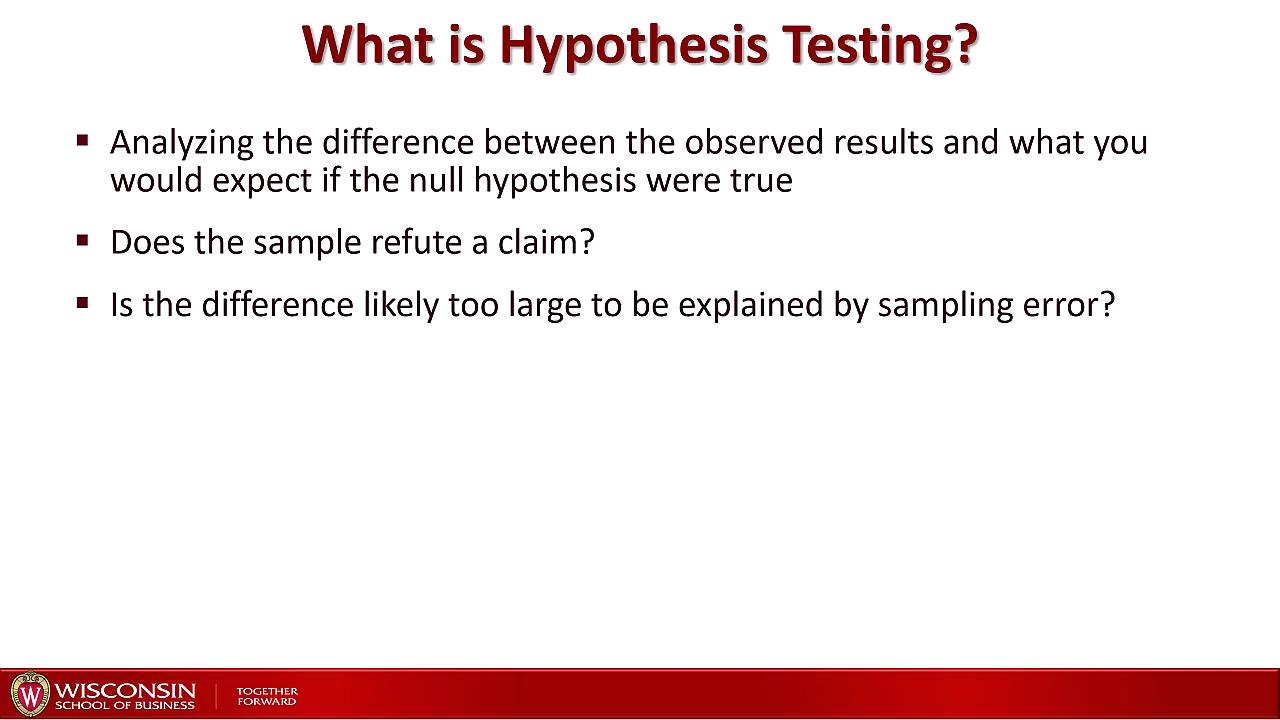 What is Hypothesis Testing?
▪ Analyzing the difference between the observed results and what you
would expect if the null hypothesis were true
▪ Does the sample refute a claim?
▪ Is the difference likely too large to be explained by sampling error?
W WISCONSIN
SCHOOL OF BUSINESS
TOGETHER
FORWARD